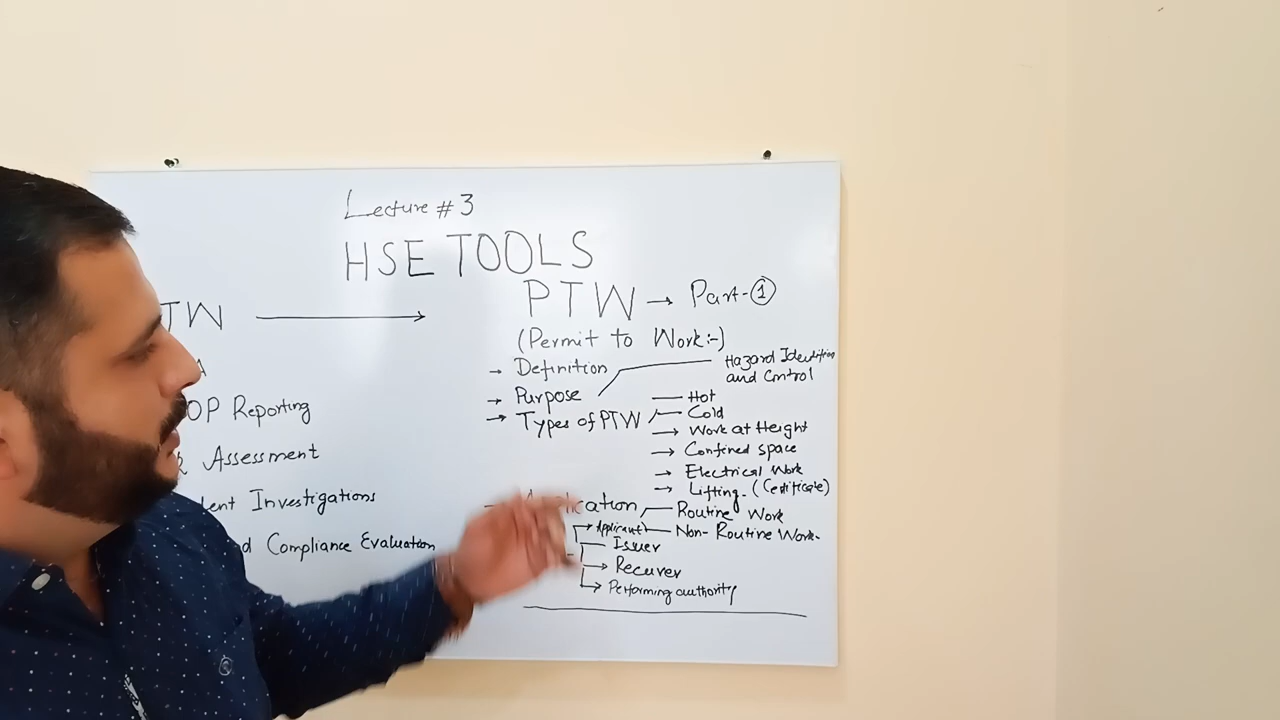 Lecture # 3
HSE TOOLS
TW
PTW → Part-①
(Permit to Work:-)
→ Definition
Hazard Identification
and Control
→ Purpose
→ Types of PTW
Hot
Cold
→ Work at Height
→ Confined space
→ Electrical Work
→ Lifting. (Certificate)
OP Reporting
Assessment
ent Investigations
d Compliance Evaluation
Routine Work
Non-Routine Work.
Applicant
Issuer
→ Reciever
→ Performing authority